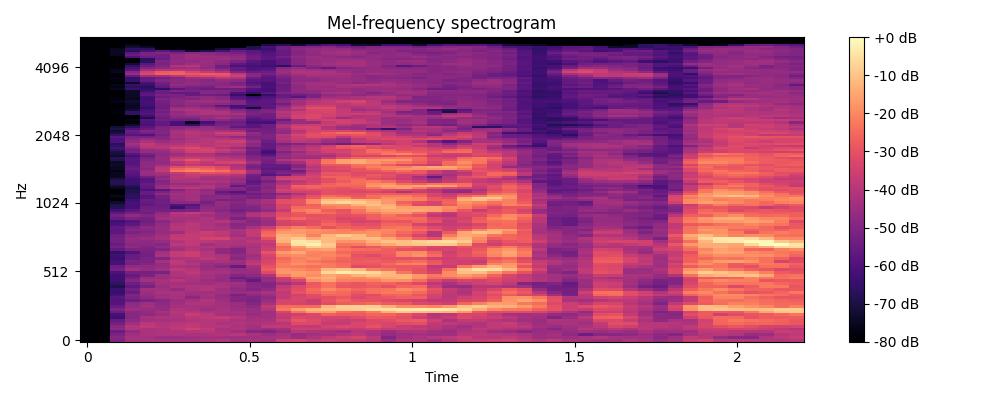 Mel-frequency spectrogram
Hz
4096
2048
1024
512
0
0
0.5
1
1.5
2
Time
+0 dB
-10 dB
-20 dB
-30 dB
-40 dB
-50 dB
-60 dB
-70 dB
-80 dB